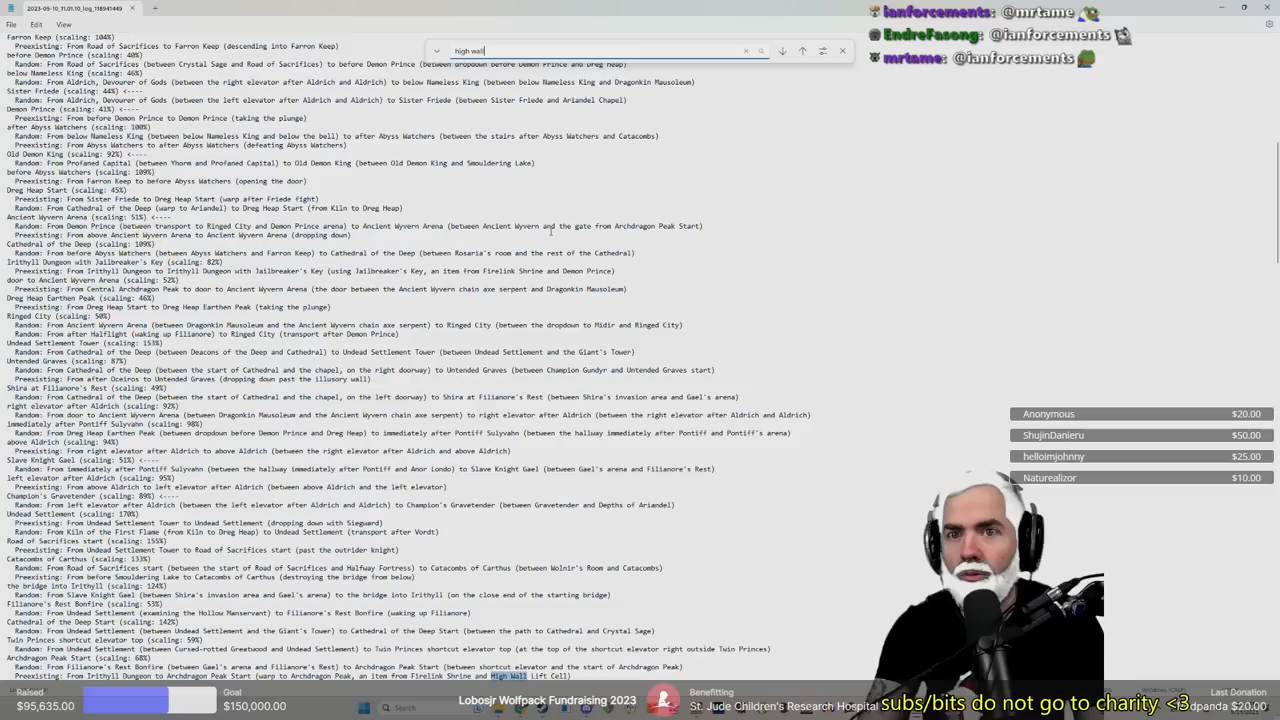 2023-05-10_11.01.10_log_118941449
File Edit View
high wall
ianforcements: @mrtame
EndreFasong: @ianforcements
mrtame: @ianforcements
Farron Keep (scaling: 104%)
Preexisting: From Road of Sacrifices to Farron Keep (descending into Farron Keep)
before Demon Prince (scaling: 40%)
Random: From Road of Sacrifices (between Crystal Sage and Road of Sacrifices) to before Demon Prince (between dropdown before Demon Prince and Dreg Heap)
below Nameless King (scaling: 46%)
Random: From Aldrich, Devourer of Gods (between the right elevator after Aldrich and Aldrich) to below Nameless King (between below Nameless King and Dragonkin Mausoleum)
Sister Friede (scaling: 44%) <----
Random: From Aldrich, Devourer of Gods (between the left elevator after Aldrich and Aldrich) to Sister Friede (between Sister Friede and Ariandel Chapel)
Demon Prince (scaling: 41%) <----
Preexisting: From before Demon Prince to Demon Prince (taking the plunge)
after Abyss Watchers (scaling: 100%)
Random: From below Nameless King (between below Nameless King and below the bell) to after Abyss Watchers (between the stairs after Abyss Watchers and Catacombs)
Preexisting: From Abyss Watchers to after Abyss Watchers (defeating Abyss Watchers)
Old Demon King (scaling: 92%) <----
Random: From Profaned Capital (between Yhorm and Profaned Capital) to Old Demon King (between Old Demon King and Smouldering Lake)
before Abyss Watchers (scaling: 109%)
Preexisting: From Farron Keep to before Abyss Watchers (opening the door)
Dreg Heap Start (scaling: 45%)
Preexisting: From Sister Friede to Dreg Heap Start (warp after Friede fight)
Random: From Cathedral of the Deep (warp to Ariandel) to Dreg Heap Start (from Kiln to Dreg Heap)
Ancient Wyvern Arena (scaling: 51%) <----
Random: From Demon Prince (between transport to Ringed City and Demon Prince arena) to Ancient Wyvern Arena (between Ancient Wyvern and the gate from Archdragon Peak Start)
Preexisting: From above Ancient Wyvern Arena to Ancient Wyvern Arena (dropping down)
Cathedral of the Deep (scaling: 109%)
Random: From before Abyss Watchers (between Abyss Watchers and Farron Keep) to Cathedral of the Deep (between Rosaria's room and the rest of the Cathedral)
Irithyll Dungeon with Jailbreaker's Key (scaling: 82%)
Preexisting: From Irithyll Dungeon to Irithyll Dungeon with Jailbreaker's Key (using Jailbreaker's Key, an item from Firelink Shrine and Demon Prince)
door to Ancient Wyvern Arena (scaling: 52%)
Preexisting: From Central Archdragon Peak to door to Ancient Wyvern Arena (the door between the Ancient Wyvern chain axe serpent and Dragonkin Mausoleum)
Dreg Heap Earthen Peak (scaling: 46%)
Preexisting: From Dreg Heap Start to Dreg Heap Earthen Peak (taking the plunge)
Ringed City (scaling: 50%)
Random: From Ancient Wyvern Arena (between Dragonkin Mausoleum and the Ancient Wyvern chain axe serpent) to Ringed City (between the dropdown to Midir and Ringed City)
Random: From after Halflight (waking up Filianore) to Ringed City (transport after Demon Prince)
Undead Settlement Tower (scaling: 153%)
Random: From Cathedral of the Deep (between Deacons of the Deep and Cathedral) to Undead Settlement Tower (between Undead Settlement and the Giant's Tower)
Untended Graves (scaling: 87%)
Random: From Cathedral of the Deep (between the start of Cathedral and the chapel, on the right doorway) to Untended Graves (between Champion Gundyr and Untended Graves start)
Preexisting: From after Oceiros to Untended Graves (dropping down past the illusory wall)
Shira at Filianore's Rest (scaling: 49%)
Random: From Cathedral of the Deep (between the start of Cathedral and the chapel, on the left doorway) to Shira at Filianore's Rest (between Shira's invasion area and Gael's arena)
right elevator after Aldrich (scaling: 92%)
Random: From door to Ancient Wyvern Arena (between Dragonkin Mausoleum and the Ancient Wyvern chain axe serpent) to right elevator after Aldrich (between the right elevator after Aldrich and Aldrich)
immediately after Pontiff Sulyvahn (scaling: 98%)
Random: From Dreg Heap Earthen Peak (between dropdown before Demon Prince and Dreg Heap) to immediately after Pontiff Sulyvahn (between the hallway immediately after Pontiff and Pontiff's arena)
above Aldrich (scaling: 94%)
Preexisting: From right elevator after Aldrich to above Aldrich (between the right elevator after Aldrich and above Aldrich)
Slave Knight Gael (scaling: 51%) <----
Random: From immediately after Pontiff Sulyvahn (between the hallway immediately after Pontiff and Anor Londo) to Slave Knight Gael (between Gael's arena and Filianore's Rest)
left elevator after Aldrich (scaling: 95%)
Preexisting: From above Aldrich to left elevator after Aldrich (between above Aldrich and the left elevator)
Champion's Gravetender (scaling: 89%) <----
Random: From left elevator after Aldrich (between the left elevator after Aldrich and Aldrich) to Champion's Gravetender (between Gravetender and Depths of Ariandel)
Undead Settlement (scaling: 170%)
Preexisting: From Undead Settlement Tower to Undead Settlement (dropping down with Siegward)
Random: From Kiln of the First Flame (from Kiln to Dreg Heap) to Undead Settlement (transport after Vordt)
Road of Sacrifices start (scaling: 155%)
Preexisting: From Undead Settlement Tower to Road of Sacrifices start (past the outrider knight)
Catacombs of Carthus (scaling: 133%)
Random: From Road of Sacrifices start (between the start of Road of Sacrifices and Halfway Fortress) to Catacombs of Carthus (between Wolnir's Room and Catacombs)
Preexisting: From before Smouldering Lake to Catacombs of Carthus (destroying the bridge from below)
the bridge into Irithyll (scaling: 124%)
Random: From Slave Knight Gael (between Shira's invasion area and Gael's arena) to the bridge into Irithyll (on the close end of the starting bridge)
Filianore's Rest Bonfire (scaling: 53%)
Random: From Undead Settlement (examining the Hollow Manservant) to Filianore's Rest Bonfire (waking up Filianore)
Cathedral of the Deep Start (scaling: 142%)
Random: From Undead Settlement (between Undead Settlement and the Giant's Tower) to Cathedral of the Deep Start (between the path to Cathedral and Crystal Sage)
Twin Princes shortcut elevator top (scaling: 59%)
Random: From Undead Settlement (between Cursed-rotted Greatwood and Undead Settlement) to Twin Princes shortcut elevator top (at the top of the shortcut elevator right outside Twin Princes)
Archdragon Peak Start (scaling: 68%)
Random: From Filianore's Rest Bonfire (between Gael's arena and Filianore's Rest) to Archdragon Peak Start (between shortcut elevator and the start of Archdragon Peak)
Preexisting: From Irithyll Dungeon to Archdragon Peak Start (warp to Archdragon Peak, an item from Firelink Shrine and High Wall Lift Cell)
Anonymous $20.00
ShujinDanieru $50.00
helloimjohnny $25.00
Naturealizor $10.00
Raised
$95,635.00
Goal
$150,000.00
Search
Lobosjr Wolfpack Fundraising 2023
Benefitting
St. Jude Children's Research Hospital
subs/bits do not go to charity <3
Last Donation
dpanda $20.00